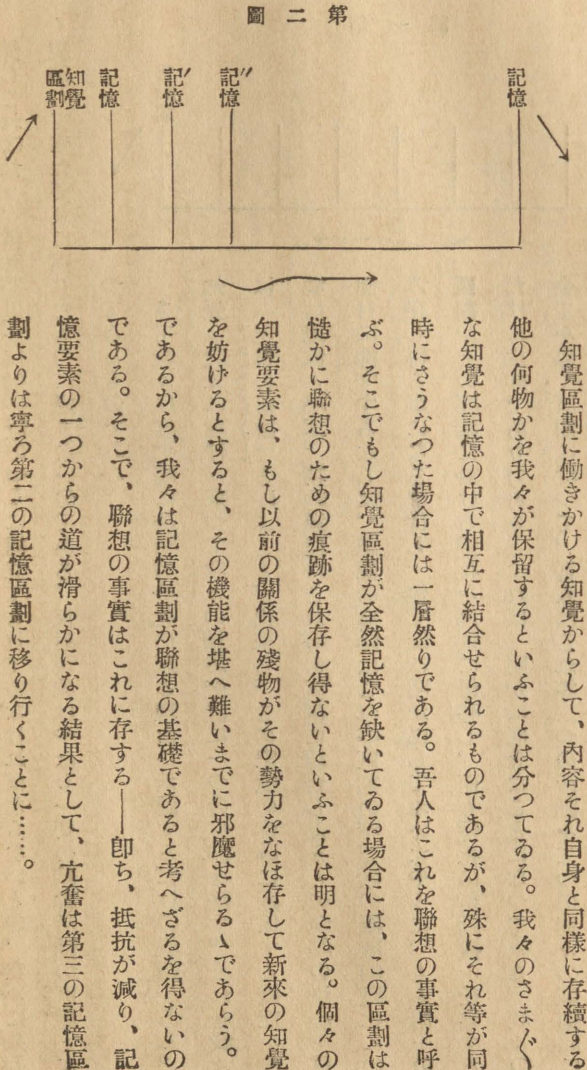 第二圖
知覺區劃
記憶
記憶′
記憶″
記憶
知覺區劃に働きかける知覺からして、內容それ自身と同樣に存續する
他の何物かを我々が保留するといふことは分つてゐる。我々のさま〴〵
な知覺は記憶の中で相互に結合せられるものであるが、殊にそれ等が同
時にさうなつた場合には一層然りである。吾人はこれを聯想の事實と呼
ぶ。そこでもし知覺區劃が全然記憶を缺いてゐる場合には、この區劃は
慥かに聯想のための痕跡を保存し得ないといふことは明となる。個々の
知覺要素は、もし以前の關係の殘物がその勢力をなほ存して新來の知覺
を妨げるとすると、その機能を堪へ難いまでに邪魔せらるゝであらう。
であるから、我々は記憶區劃が聯想の基礎であると考へざるを得ないの
である。そこで、聯想の事實はこれに存する――卽ち、抵抗が減り、記
憶要素の一つからの道が滑らかになる結果として、亢奮は第三の記憶區
劃よりは寧ろ第二の記憶區劃に移り行くことに……。